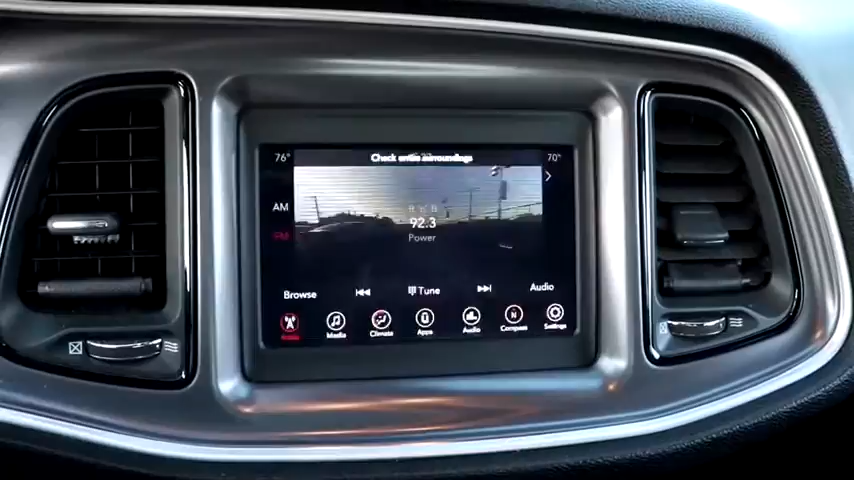 76° Check entire surroundings 70°
AM
92.3
FM
Power
Browse Tune Audio
Media Climate Apps Audio Compass Settings
N